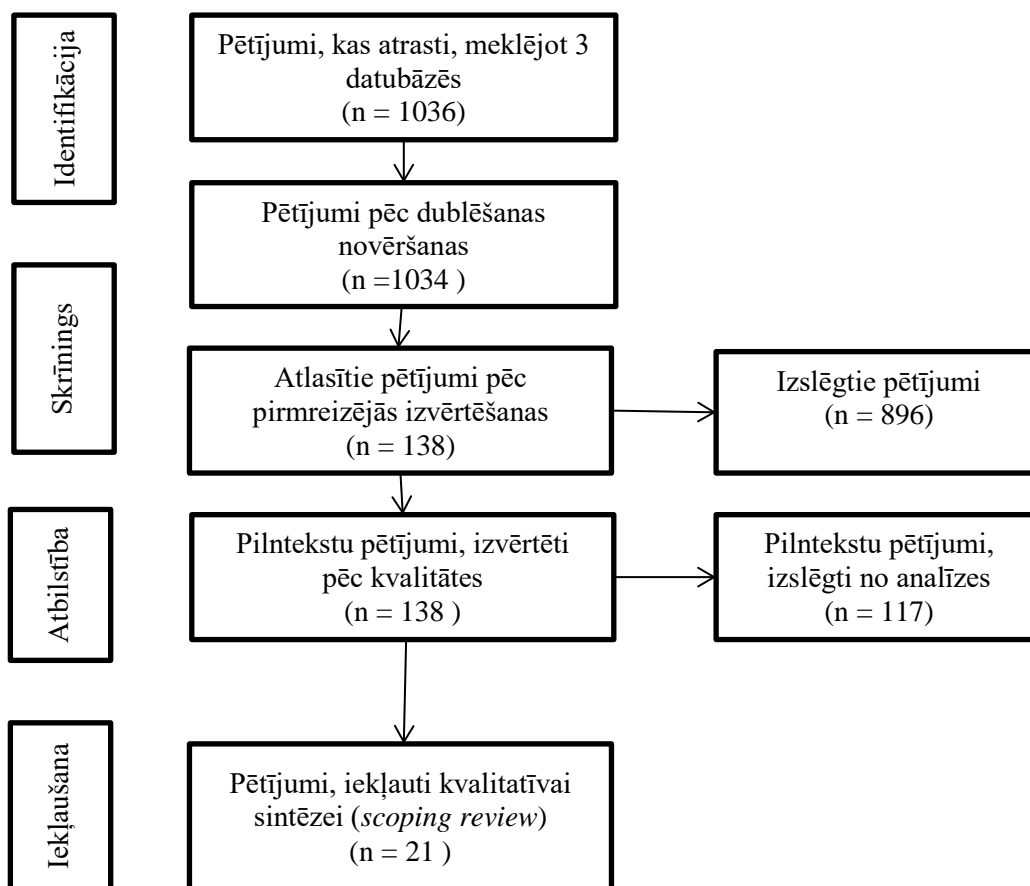 Identifikācija
Pētījumi, kas atrasti, meklējot 3
datubāzēs
(n = 1036)
Pētījumi pēc dublēšanas
novēršanas
(n =1034 )
Skrīnings
Atlasītie pētījumi pēc
pirmreizējās izvērtēšanas
(n = 138)
Izslēgtie pētījumi
(n = 896)
Atbilstība
Pilntekstu pētījumi, izvērtēti
pēc kvalitātes
(n = 138 )
Pilntekstu pētījumi,
izslēgti no analīzes
(n = 117)
Iekļaušana
Pētījumi, iekļauti kvalitatīvai
sintēzei (scoping review)
(n = 21 )